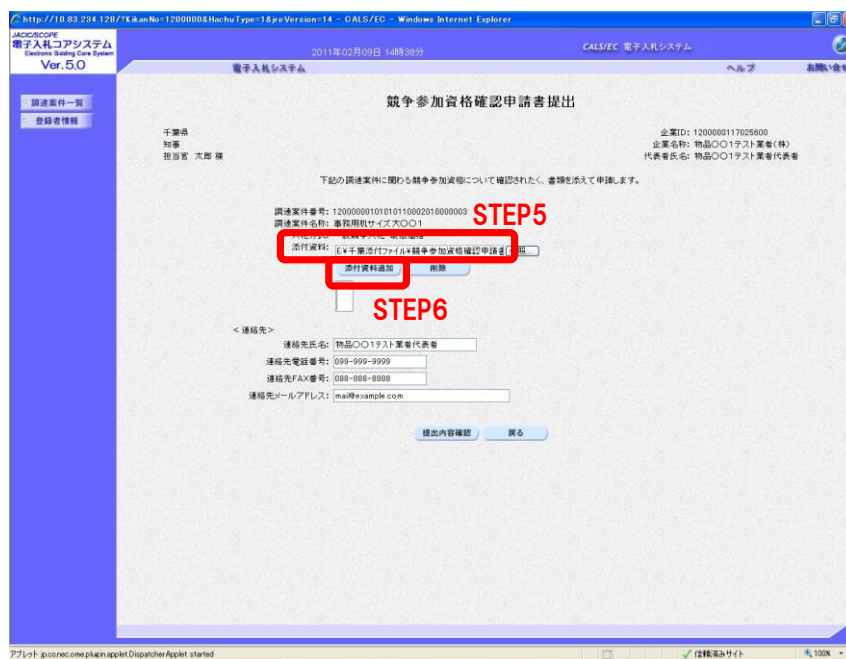 http://10.83.234.128/?KikanNo=1200000&HachuType=1&jreVersion=14 - CALS/EC - Windows Internet Explorer
JACIC/SCOPE
電子入札コアシステム
Electronic Bidding Core System
Ver.5.0
2011年02月09日 14時38分
CALS/EC 電子入札システム
電子入札システム
ヘルプ
お問い合せ
調達案件一覧
登録者情報
競争参加資格確認申請書提出
千葉県
知事
担当官 太郎 様
企業ID: 1200000117025600
企業名称: 物品〇〇1テスト業者(株)
代表者氏名: 物品〇〇1テスト業者代表者
下記の調達案件に関わる競争参加資格について確認されたく、書類を添えて申請します。
調達案件番号: 1200000010101011000201000000 3
調達案件名称: 事務用机サイズ大〇〇1
STEP5
添付資料: E:¥千葉添付ファイル¥競争参加資格確認申請書
添付資料追加
削除
STEP6
<連絡先>
連絡先氏名: 物品〇〇1テスト業者代表者
連絡先電話番号: 099-999-9999
連絡先FAX番号: 088-888-8888
連絡先メールアドレス: mail@example.com
提出内容確認
戻る
アプレット jp.co.nec.ome.plugin.applet.DispatcherApplet started
信頼済みサイト
100%